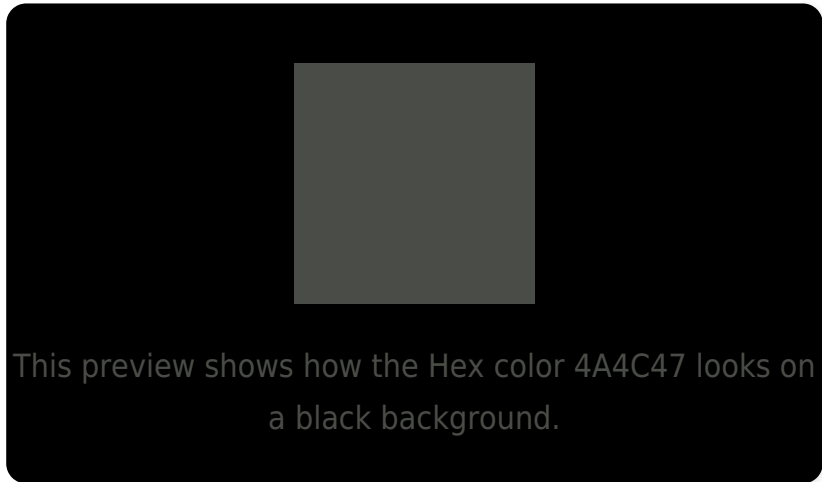 This preview shows how the Hex color 4A4C47 looks on
a black background.